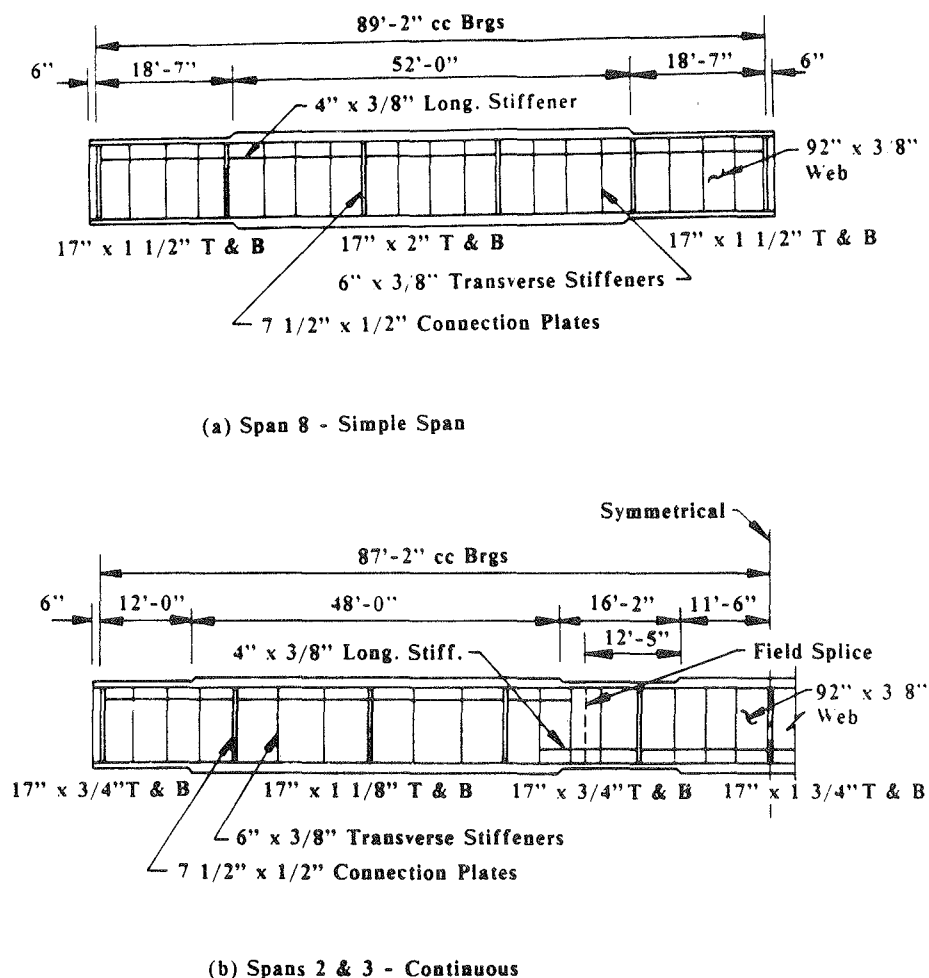 89'-2" cc Brgs
6" 18'-7" 52'-0" 18'-7" 6"
4" x 3/8" Long. Stiffener
92" x 3/8"
Web
17" x 1 1/2" T & B 17" x 2" T & B 17" x 1 1/2" T & B
6" x 3/8" Transverse Stiffeners
7 1/2" x 1/2" Connection Plates
(a) Span 8 - Simple Span
Symmetrical
87'-2" cc Brgs
6" 12'-0" 48'-0" 16'-2" 11'-6"
12'-5"
4" x 3/8" Long. Stiff. Field Splice
92" x 3 8"
Web
17" x 3/4" T & B 17" x 1 1/8" T & B 17" x 3/4" T & B 17" x 1 3/4" T & B
6" x 3/8" Transverse Stiffeners
7 1/2" x 1/2" Connection Plates
(b) Spans 2 & 3 - Continuous